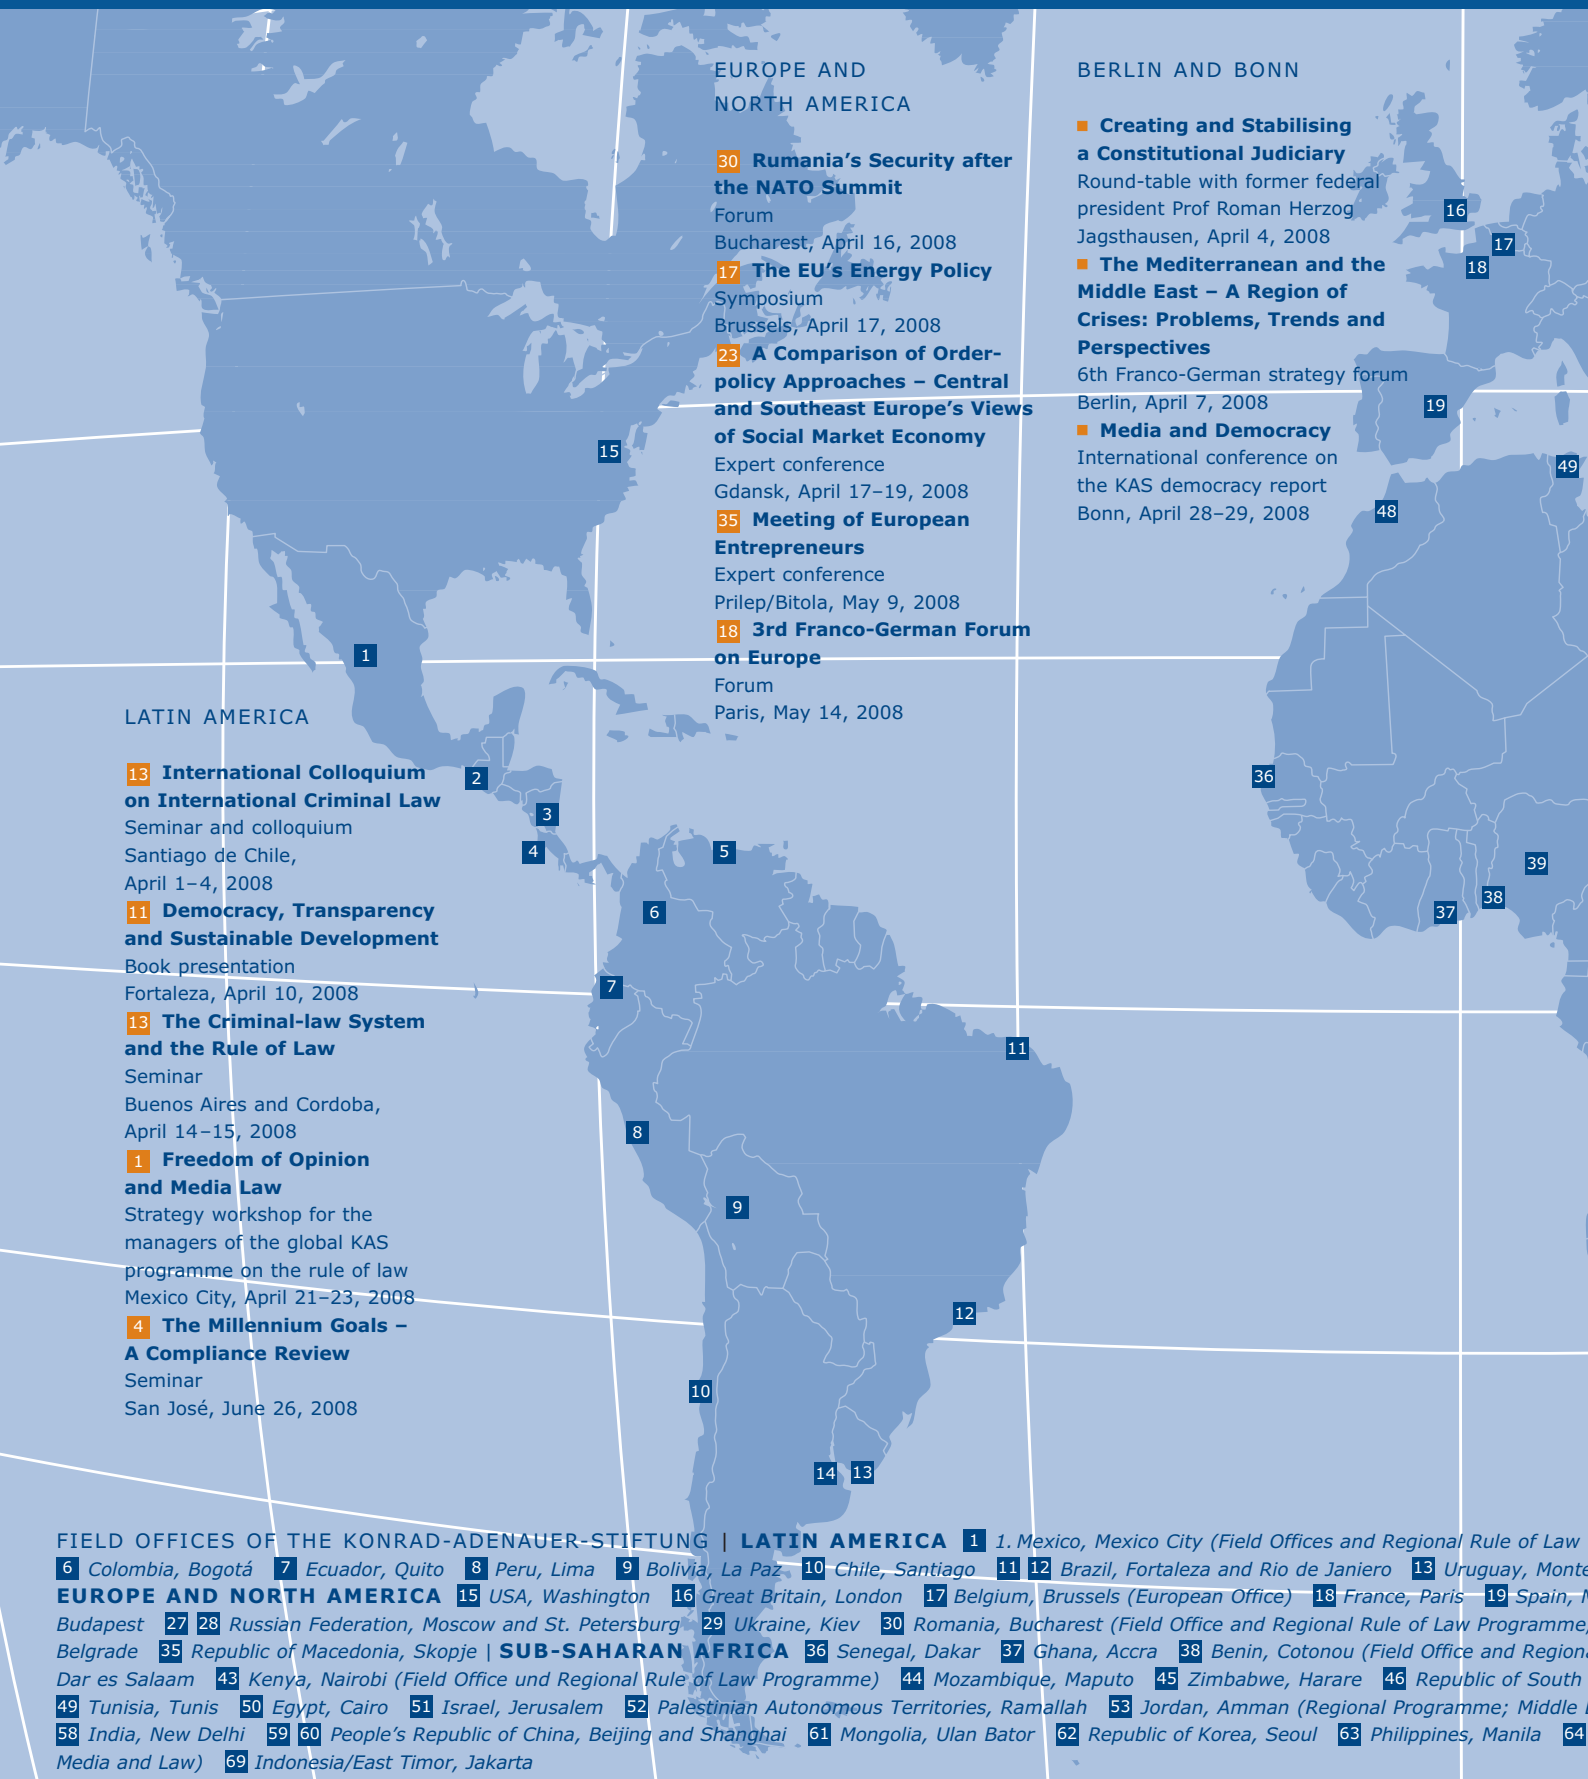 EUROPE AND
NORTH AMERICA
30 Rumania’s Security after
the NATO Summit
Forum
Bucharest, April 16, 2008
17 The EU’s Energy Policy
Symposium
Brussels, April 17, 2008
23 A Comparison of Order-
policy Approaches – Central
and Southeast Europe’s Views
of Social Market Economy
Expert conference
Gdansk, April 17–19, 2008
35 Meeting of European
Entrepreneurs
Expert conference
Prilep/Bitola, May 9, 2008
18 3rd Franco-German Forum
on Europe
Forum
Paris, May 14, 2008
BERLIN AND BONN
■ Creating and Stabilising
a Constitutional Judiciary
Round-table with former federal
president Prof Roman Herzog
Jagsthausen, April 4, 2008
■ The Mediterranean and the
Middle East – A Region of
Crises: Problems, Trends and
Perspectives
6th Franco-German strategy forum
Berlin, April 7, 2008
■ Media and Democracy
International conference on
the KAS democracy report
Bonn, April 28–29, 2008
16
17
18
19
49
48
15
1
2
3
4
5
6
7
8
9
10
11
12
14 13
36
39
38
37
LATIN AMERICA
13 International Colloquium
on International Criminal Law
Seminar and colloquium
Santiago de Chile,
April 1–4, 2008
11 Democracy, Transparency
and Sustainable Development
Book presentation
Fortaleza, April 10, 2008
13 The Criminal-law System
and the Rule of Law
Seminar
Buenos Aires and Cordoba,
April 14–15, 2008
1 Freedom of Opinion
and Media Law
Strategy workshop for the
managers of the global KAS
programme on the rule of law
Mexico City, April 21–23, 2008
4 The Millennium Goals –
A Compliance Review
Seminar
San José, June 26, 2008
FIELD OFFICES OF THE KONRAD-ADENAUER-STIFTUNG | LATIN AMERICA 1 1. Mexico, Mexico City (Field Offices and Regional Rule of Law
6 Colombia, Bogotá 7 Ecuador, Quito 8 Peru, Lima 9 Bolivia, La Paz 10 Chile, Santiago 11 12 Brazil, Fortaleza and Rio de Janiero 13 Uruguay, Monte
EUROPE AND NORTH AMERICA 15 USA, Washington 16 Great Britain, London 17 Belgium, Brussels (European Office) 18 France, Paris 19 Spain,
Budapest 27 28 Russian Federation, Moscow and St. Petersburg 29 Ukraine, Kiev 30 Romania, Bucharest (Field Office and Regional Rule of Law Programme,
Belgrade 35 Republic of Macedonia, Skopje | SUB-SAHARAN AFRICA 36 Senegal, Dakar 37 Ghana, Accra 38 Benin, Cotonou (Field Office and Regiona
Dar es Salaam 43 Kenya, Nairobi (Field Office und Regional Rule of Law Programme) 44 Mozambique, Maputo 45 Zimbabwe, Harare 46 Republic of South
49 Tunisia, Tunis 50 Egypt, Cairo 51 Israel, Jerusalem 52 Palestinian Autonomous Territories, Ramallah 53 Jordan, Amman (Regional Programme; Middle
58 India, New Delhi 59 60 People’s Republic of China, Beijing and Shanghai 61 Mongolia, Ulan Bator 62 Republic of Korea, Seoul 63 Philippines, Manila 64
Media and Law) 69 Indonesia/East Timor, Jakarta